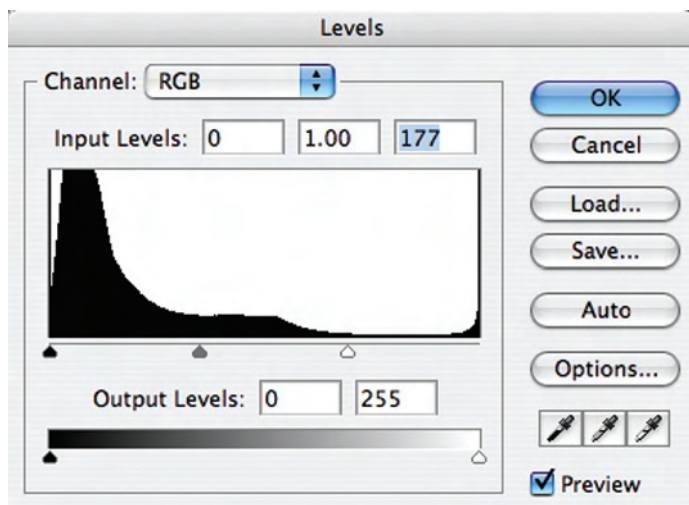 Levels
Channel: RGB
Input Levels: 0 1.00 177
Output Levels: 0 255
OK
Cancel
Load...
Save...
Auto
Options...
Preview